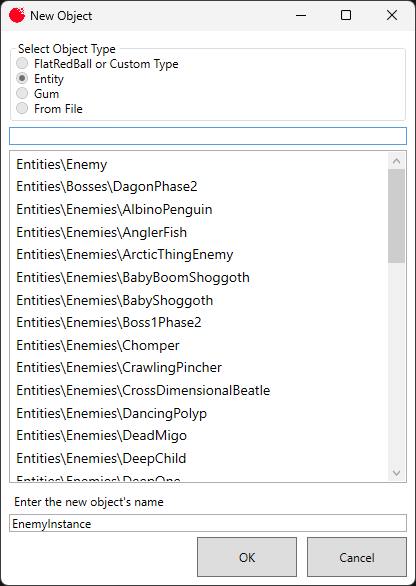 New Object
Select Object Type
FlatRedBall or Custom Type
Entity
Gum
From File
Entities\Enemy
Entities\Bosses\DagonPhase2
Entities\Enemies\AlbinoPenguin
Entities\Enemies\AnglerFish
Entities\Enemies\ArcticThingEnemy
Entities\Enemies\BabyBoomShoggoth
Entities\Enemies\BabyShoggoth
Entities\Enemies\Boss1Phase2
Entities\Enemies\Chomper
Entities\Enemies\CrawlingPincher
Entities\Enemies\CrossDimensionalBeatle
Entities\Enemies\DancingPolyp
Entities\Enemies\DeadMigo
Entities\Enemies\DeepChild
Entities\Enemies\DeepOne
Enter the new object's name
EnemyInstance
OK Cancel